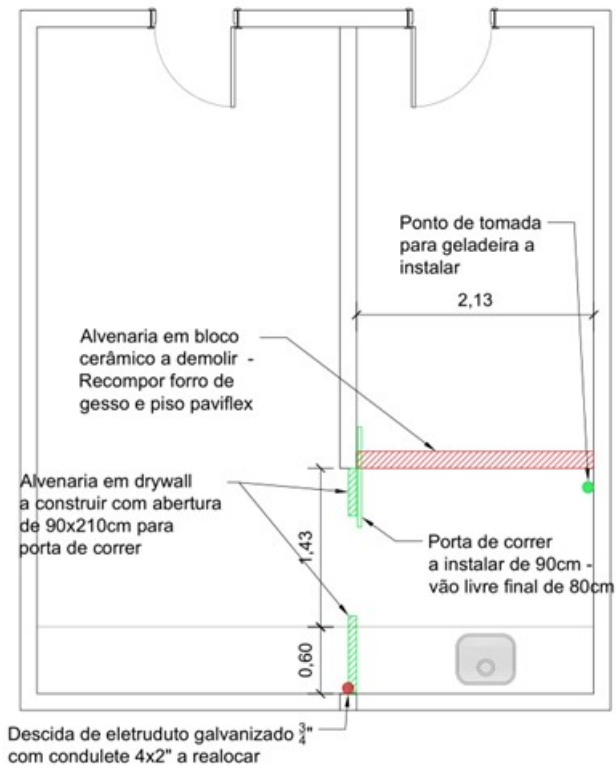 Ponto de tomada
para geladeira a
instalar
2,13
Alvenaria em bloco
cerâmico a demolir -
Recompor forro de
gesso e piso paviflex
Alvenaria em drywall
a construir com abertura
de 90x210cm para
porta de correr
1,43
Porta de correr
a instalar de 90cm -
vão livre final de 80cm
0,60
Descida de eletruduto galvanizado ¾"
com condulete 4x2" a realocar